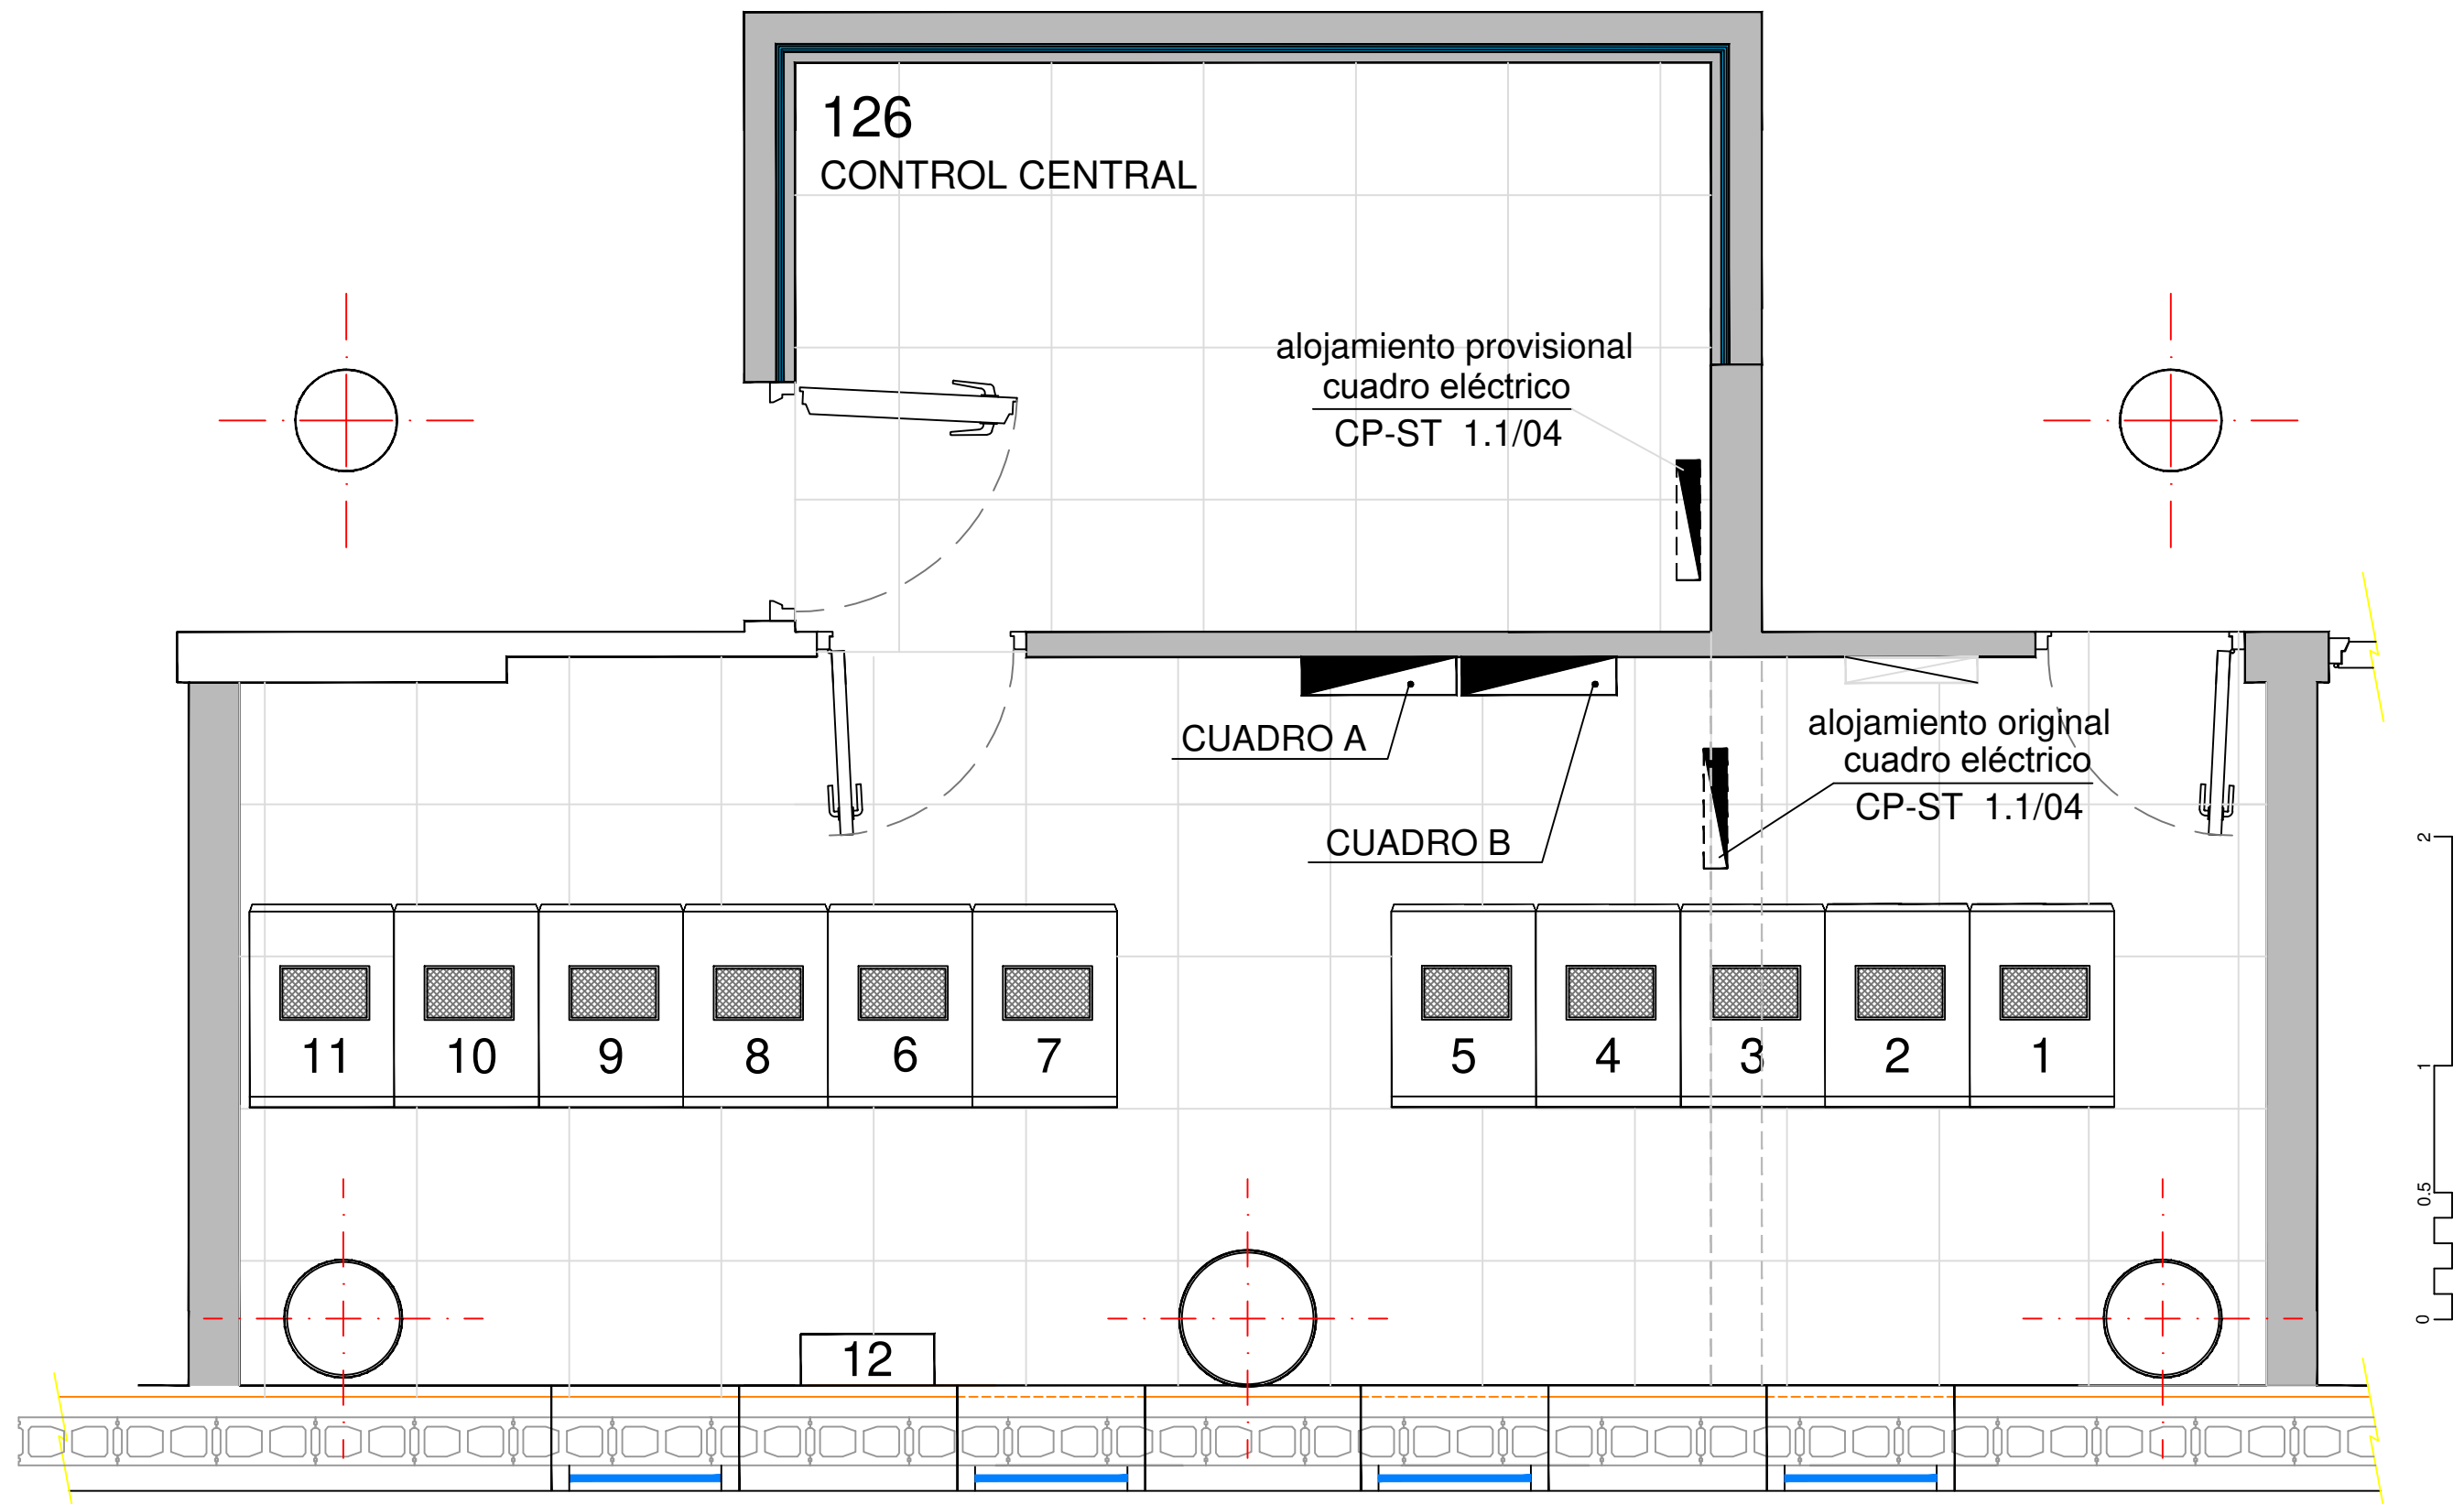 126
CONTROL CENTRAL
alojamiento provisional
cuadro eléctrico
CP-ST 1.1/04
CUADRO A
CUADRO B
alojamiento original
cuadro eléctrico
CP-ST 1.1/04
11
10
9
8
6
7
5
4
3
2
1
12
2
1
0.5
0